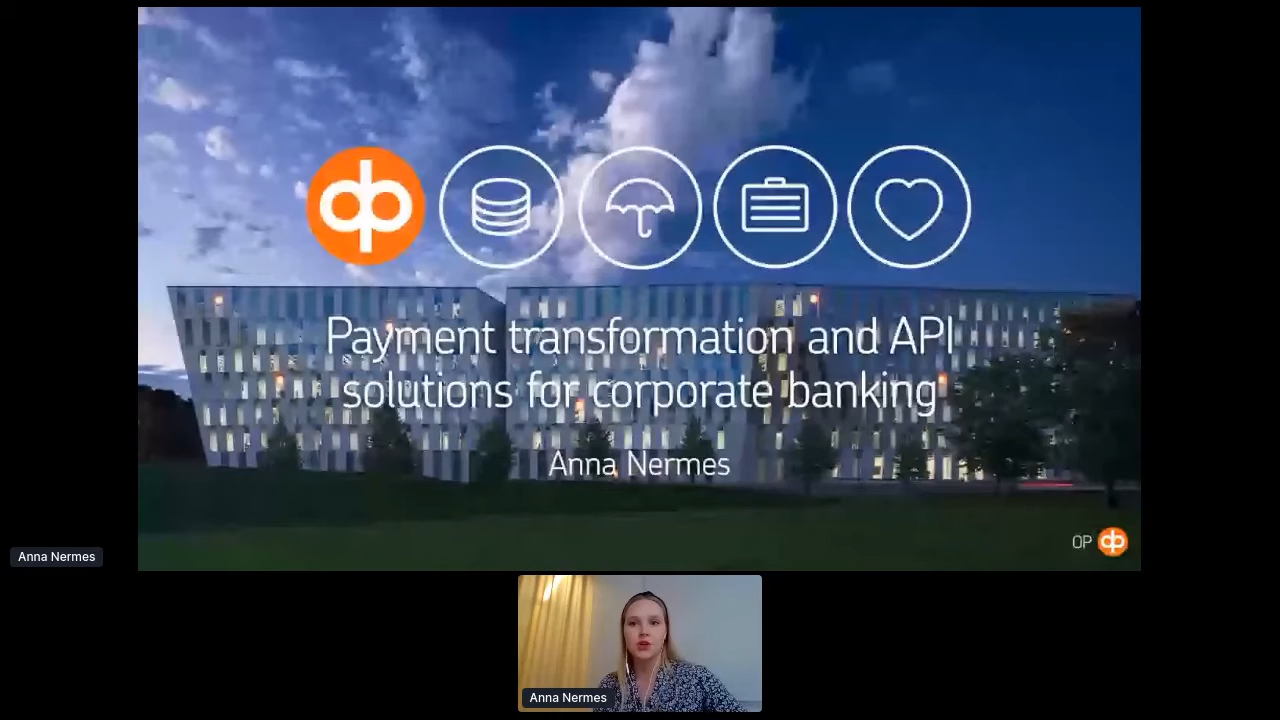 Payment transformation and API
solutions for corporate banking
Anna Nermes
OP
Anna Nermes
Anna Nermes